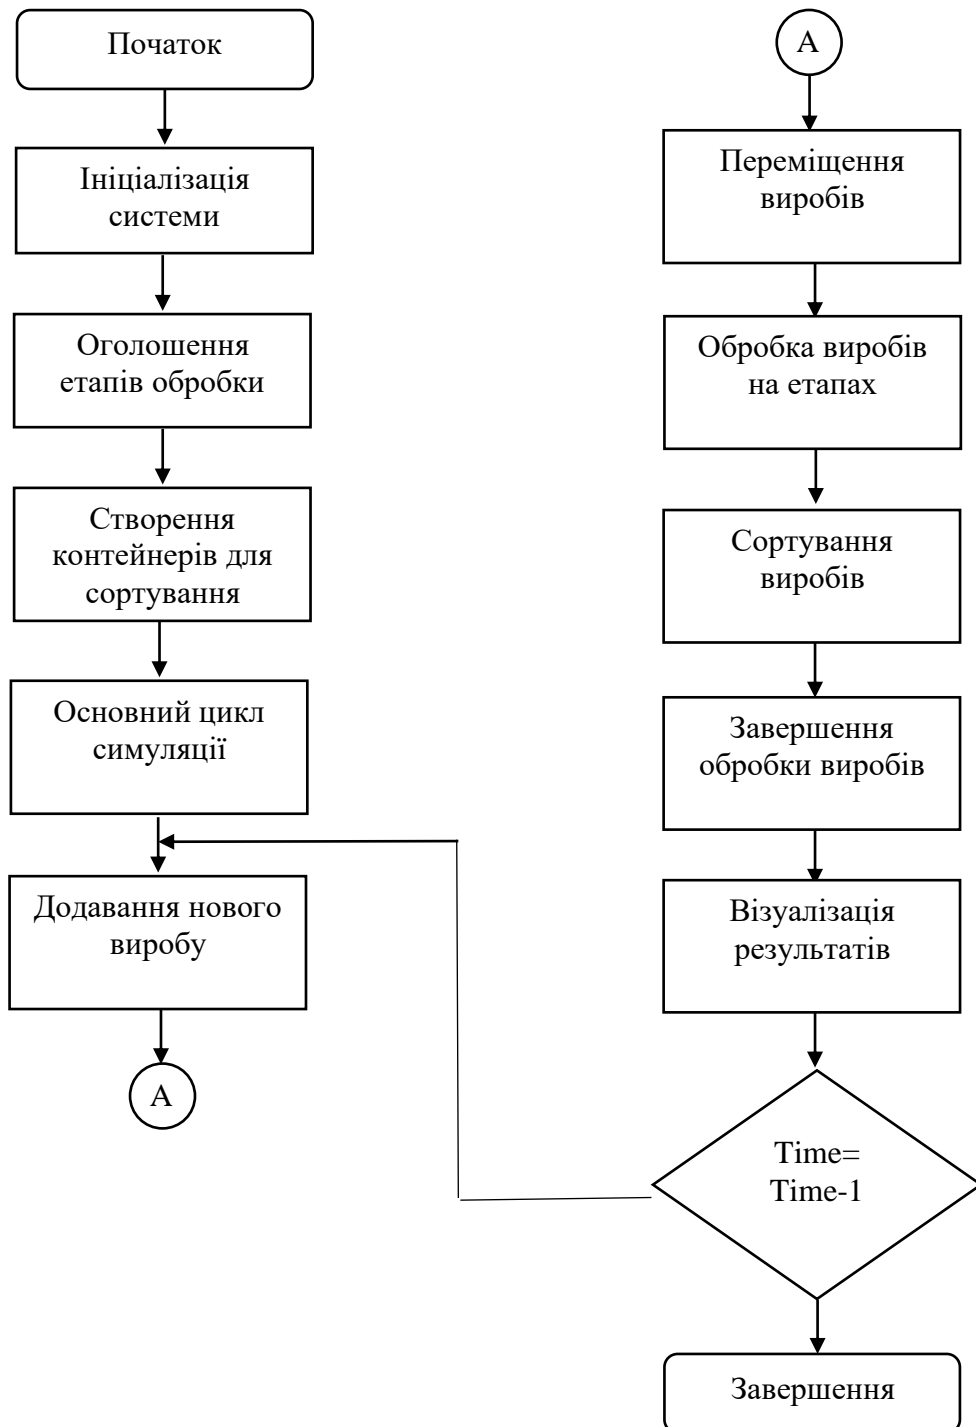 Початок
Ініціалізація
системи
Оголошення
етапів обробки
Створення
контейнерів для
сортування
Основний цикл
симуляції
Додавання нового
виробу
А
А
Переміщення
виробів
Обробка виробів
на етапах
Сортування
виробів
Завершення
обробки виробів
Візуалізація
результатів
Time=
Time-1
Завершення